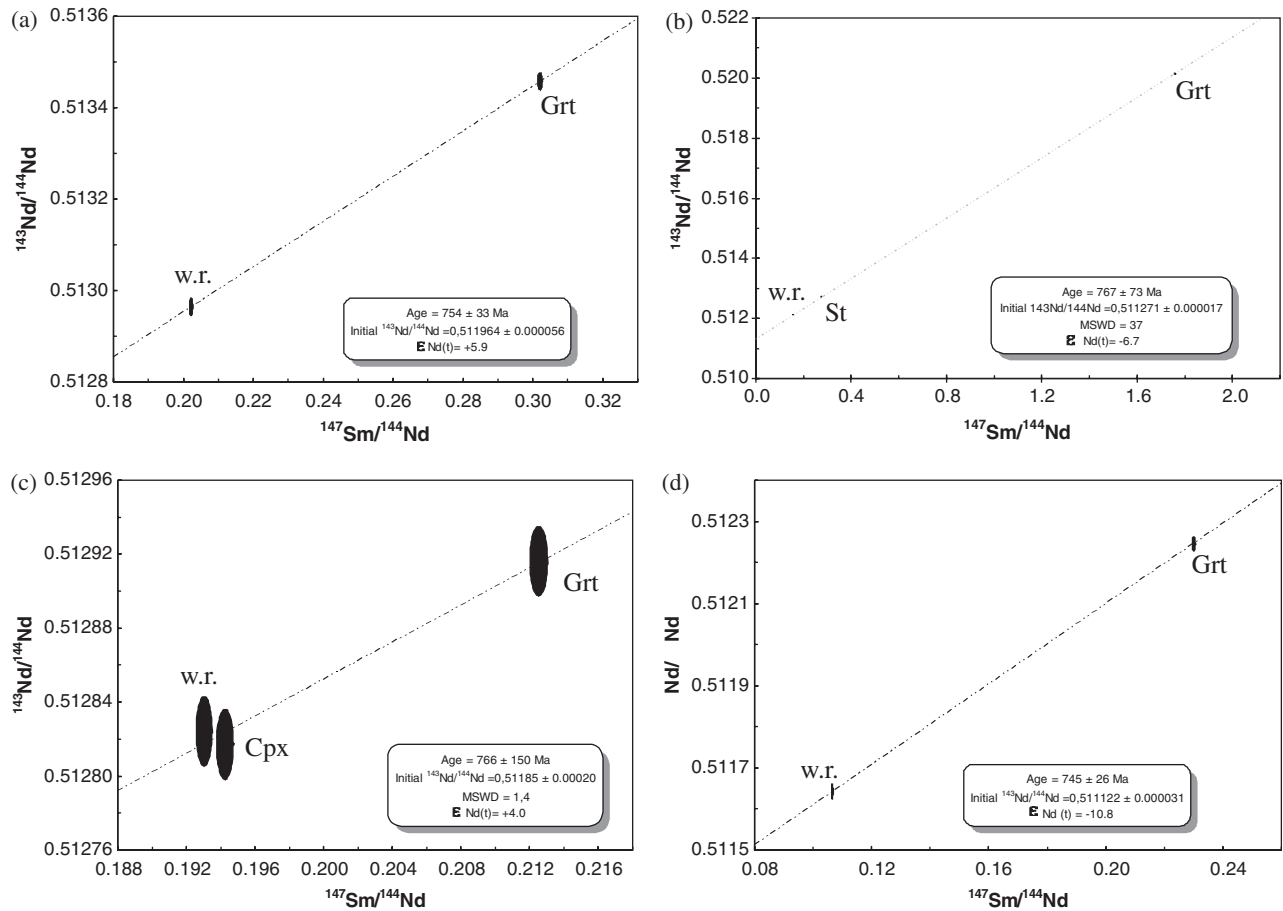 (a)
0.5136
0.5134
0.5132
0.5130
0.5128
143Nd/144Nd
w.r.
Grt
Age = 754 ± 33 Ma
Initial 143Nd/144Nd =0,511964 ± 0.000056
ε Nd(t)= +5.9
0.18 0.20 0.22 0.24 0.26 0.28 0.30 0.32
147Sm/144Nd
(b)
0.522
0.520
0.518
0.516
0.514
0.512
0.510
143Nd/144Nd
Grt
w.r.
St
Age = 767 ± 73 Ma
Initial 143Nd/144Nd =0,511271 ± 0.000017
MSWD = 37
ε Nd(t)= -6.7
0.0 0.4 0.8 1.2 1.6 2.0
147Sm/144Nd
(c)
0.51296
0.51292
0.51288
0.51284
0.51280
0.51276
143Nd/144Nd
Grt
w.r.
Cpx
Age = 766 ± 150 Ma
Initial 143Nd/144Nd =0,51185 ± 0.00020
MSWD = 1,4
ε Nd(t)= +4.0
0.188 0.192 0.196 0.200 0.204 0.208 0.212 0.216
147Sm/144Nd
(d)
0.5123
0.5121
0.5119
0.5117
0.5115
Nd/ Nd
Grt
w.r.
Age = 745 ± 26 Ma
Initial 143Nd/144Nd =0,511122 ± 0.000031
ε Nd (t) = -10.8
0.08 0.12 0.16 0.20 0.24
147Sm/144Nd